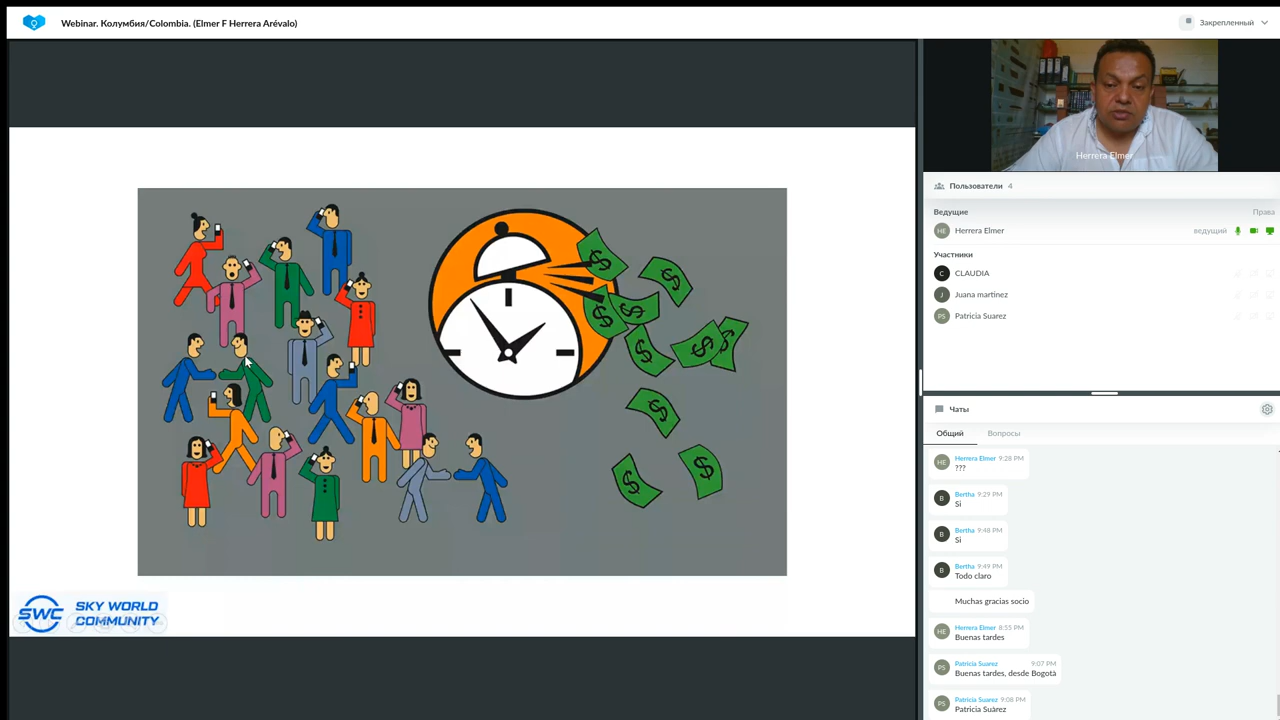 Webinar. Колумбия/Colombia. (Elmer F Herrera Arévalo)
Закрепленный
Herrera Elmer
Пользователи 4
Ведущие
Права
HE
Herrera Elmer
ведущий
Участники
C
CLAUDIA
J
Juana martinez
PS
Patricia Suarez
Чаты
Общий
Вопросы
HE
Herrera Elmer 9:28 PM
???
B
Bertha 9:29 PM
Si
B
Bertha 9:48 PM
Si
B
Bertha 9:49 PM
Todo claro
Muchas gracias socio
HE
Herrera Elmer 8:55 PM
Buenas tardes
PS
Patricia Suarez 9:07 PM
Buenas tardes, desde Bogotà
PS
Patricia Suarez 9:08 PM
Patricia Suàrez
$
$
$
$
$
$
$
$
$
$
SWC
SKY WORLD
COMMUNITY